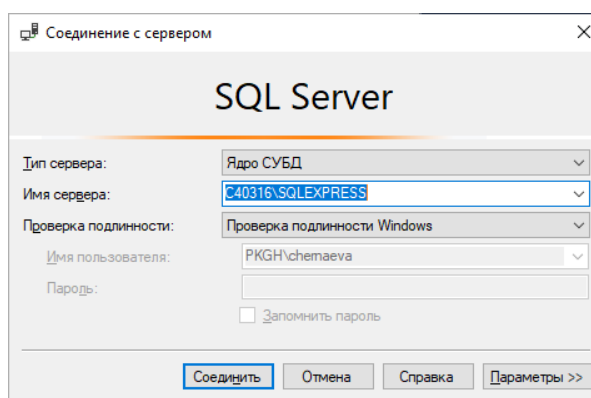 Соединение с сервером
SQL Server
Тип сервера: Ядро СУБД
Имя сервера: C40316\SQLEXPRESS
Проверка подлинности: Проверка подлинности Windows
Имя пользователя: PKGH\chernaeva
Пароль:
Запомнить пароль
Соединить Отмена Справка Параметры >>